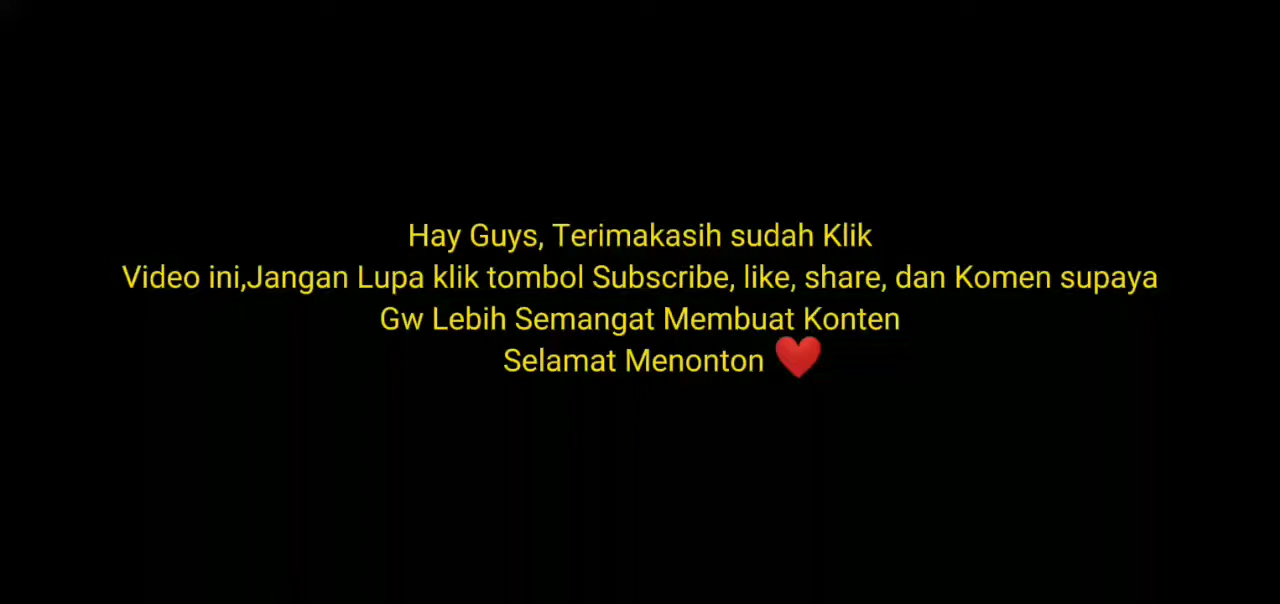 Hay Guys, Terimakasih sudah Klik
Video ini,Jangan Lupa klik tombol Subscribe, like, share, dan Komen supaya
Gw Lebih Semangat Membuat Konten
Selamat Menonton ❤️